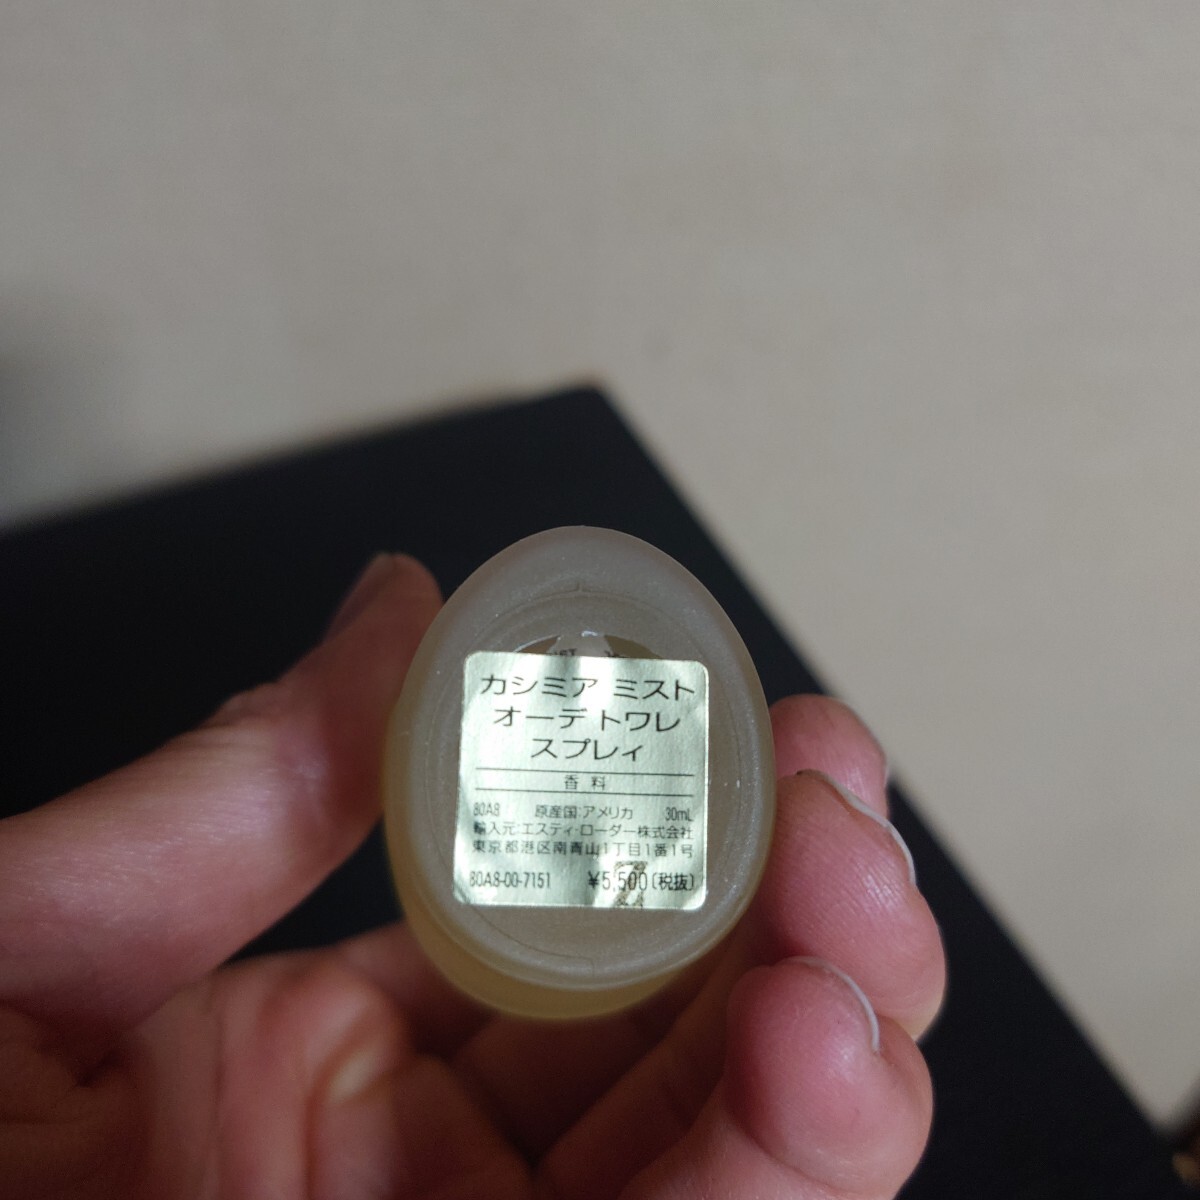 カシミア ミスト
オーデ トワレ
スプレィ
香料
80A8 原産国:アメリカ 30mL
輸入元:エスティ・ローダー株式会社
東京都港区南青山1丁目1番1号
80A8-00-7151 ¥5,500(税抜)